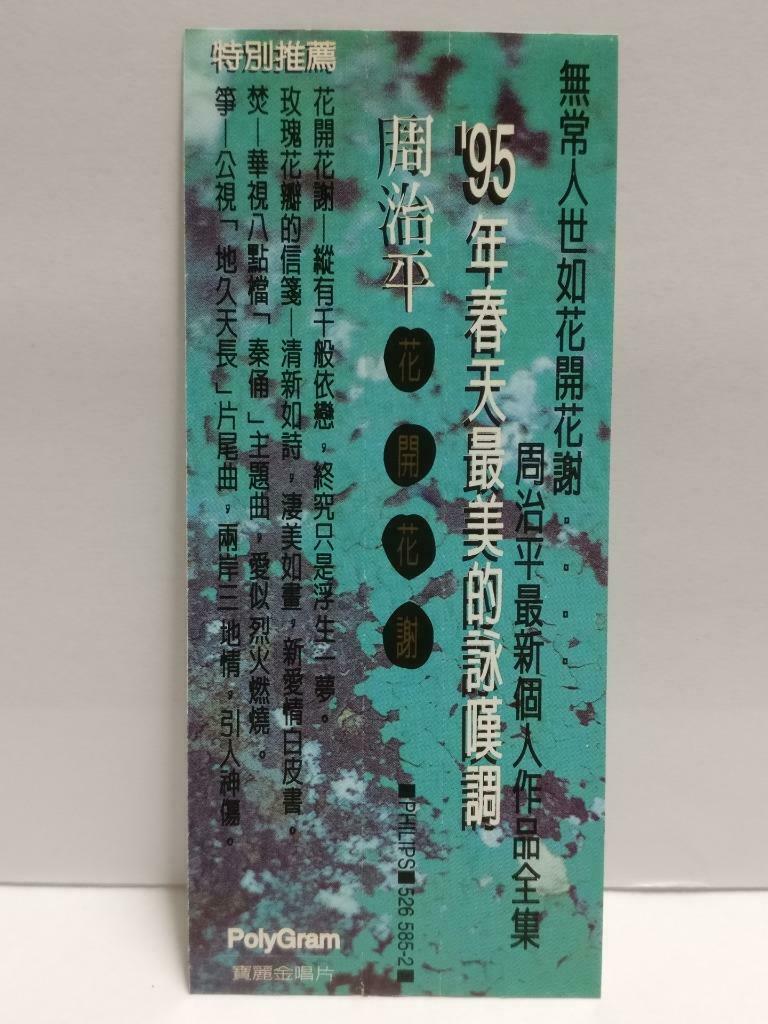 無常人世如花開花謝．．．．
周治平最新個人作品全集
'95年春天最美的詠嘆調
周治平
花開花謝
■PHILIPS■526 585-2■
特別推薦
花開花謝—縱有千般依戀，終究只是浮生一夢。
玫瑰花瓣的信箋—清新如詩，淒美如畫，新愛情白皮書。
焚—華視八點檔「秦俑」主題曲，愛似烈火燃燒。
箏—公視「地久天長」片尾曲，兩岸三地情，引人神傷。
PolyGram
寶麗金唱片